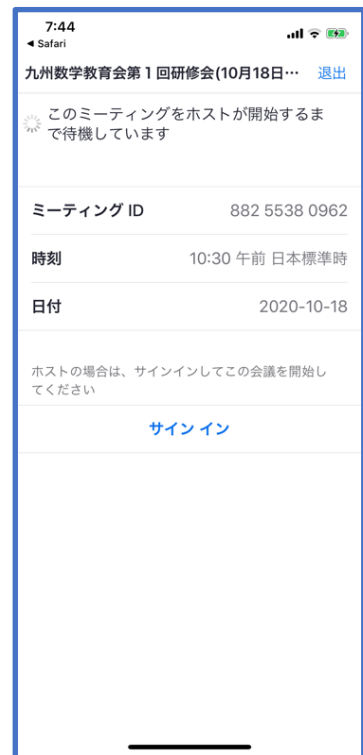 7:44
◀ Safari
九州数学教育会第1回研修会(10月18日… 退出
このミーティングをホストが開始するま
で待機しています
ミーティング ID 882 5538 0962
時刻 10:30 午前 日本標準時
日付 2020-10-18
ホストの場合は、サインインしてこの会議を開始し
てください
サイン イン